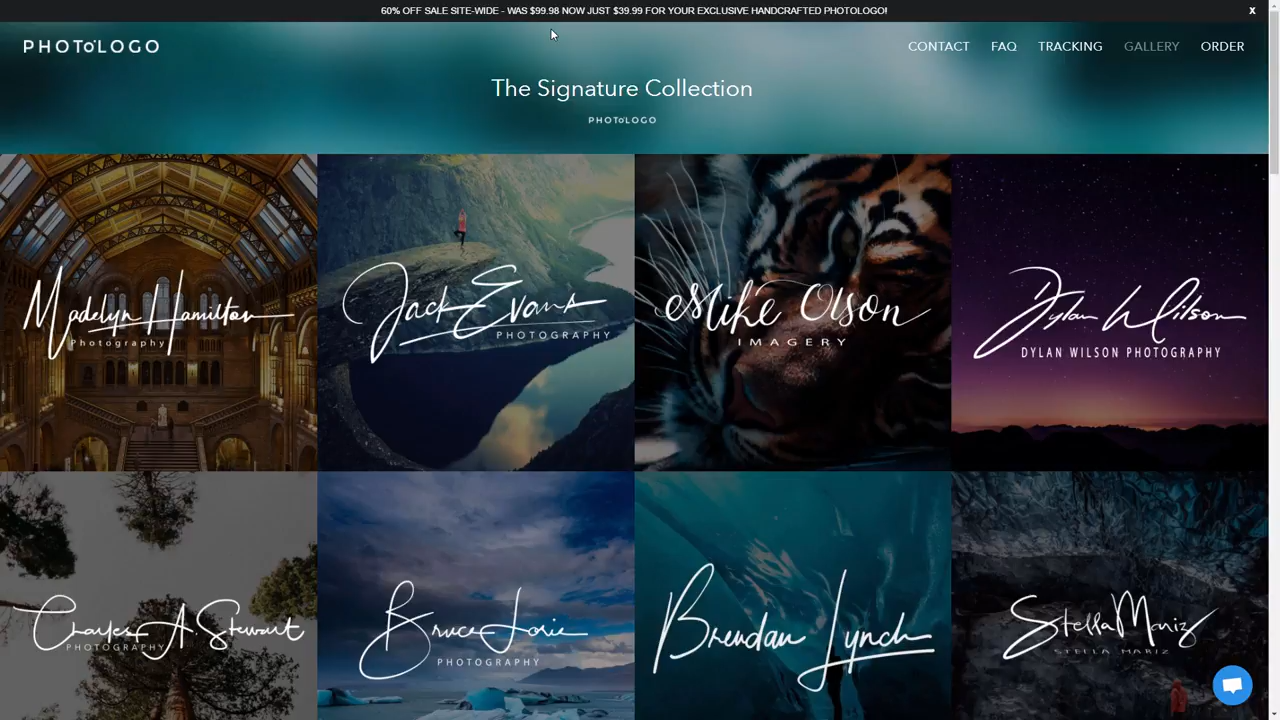 60% OFF SALE SITE-WIDE - WAS $99.98 NOW JUST $39.99 FOR YOUR EXCLUSIVE HANDCRAFTED PHOTOLOGO!
X
PHOToLOGO
CONTACT FAQ TRACKING GALLERY ORDER
The Signature Collection
PHOToLOGO
Madelyn Hamilton
Photography
Jack Evans
PHOTOGRAPHY
Mike Olson
IMAGERY
Dylan Wilson
DYLAN WILSON PHOTOGRAPHY
Charles A. Stewart
PHOTOGRAPHY
Bruce Lorie
PHOTOGRAPHY
Brendan Lynch
Stella Mariz
STELLA MARIZ